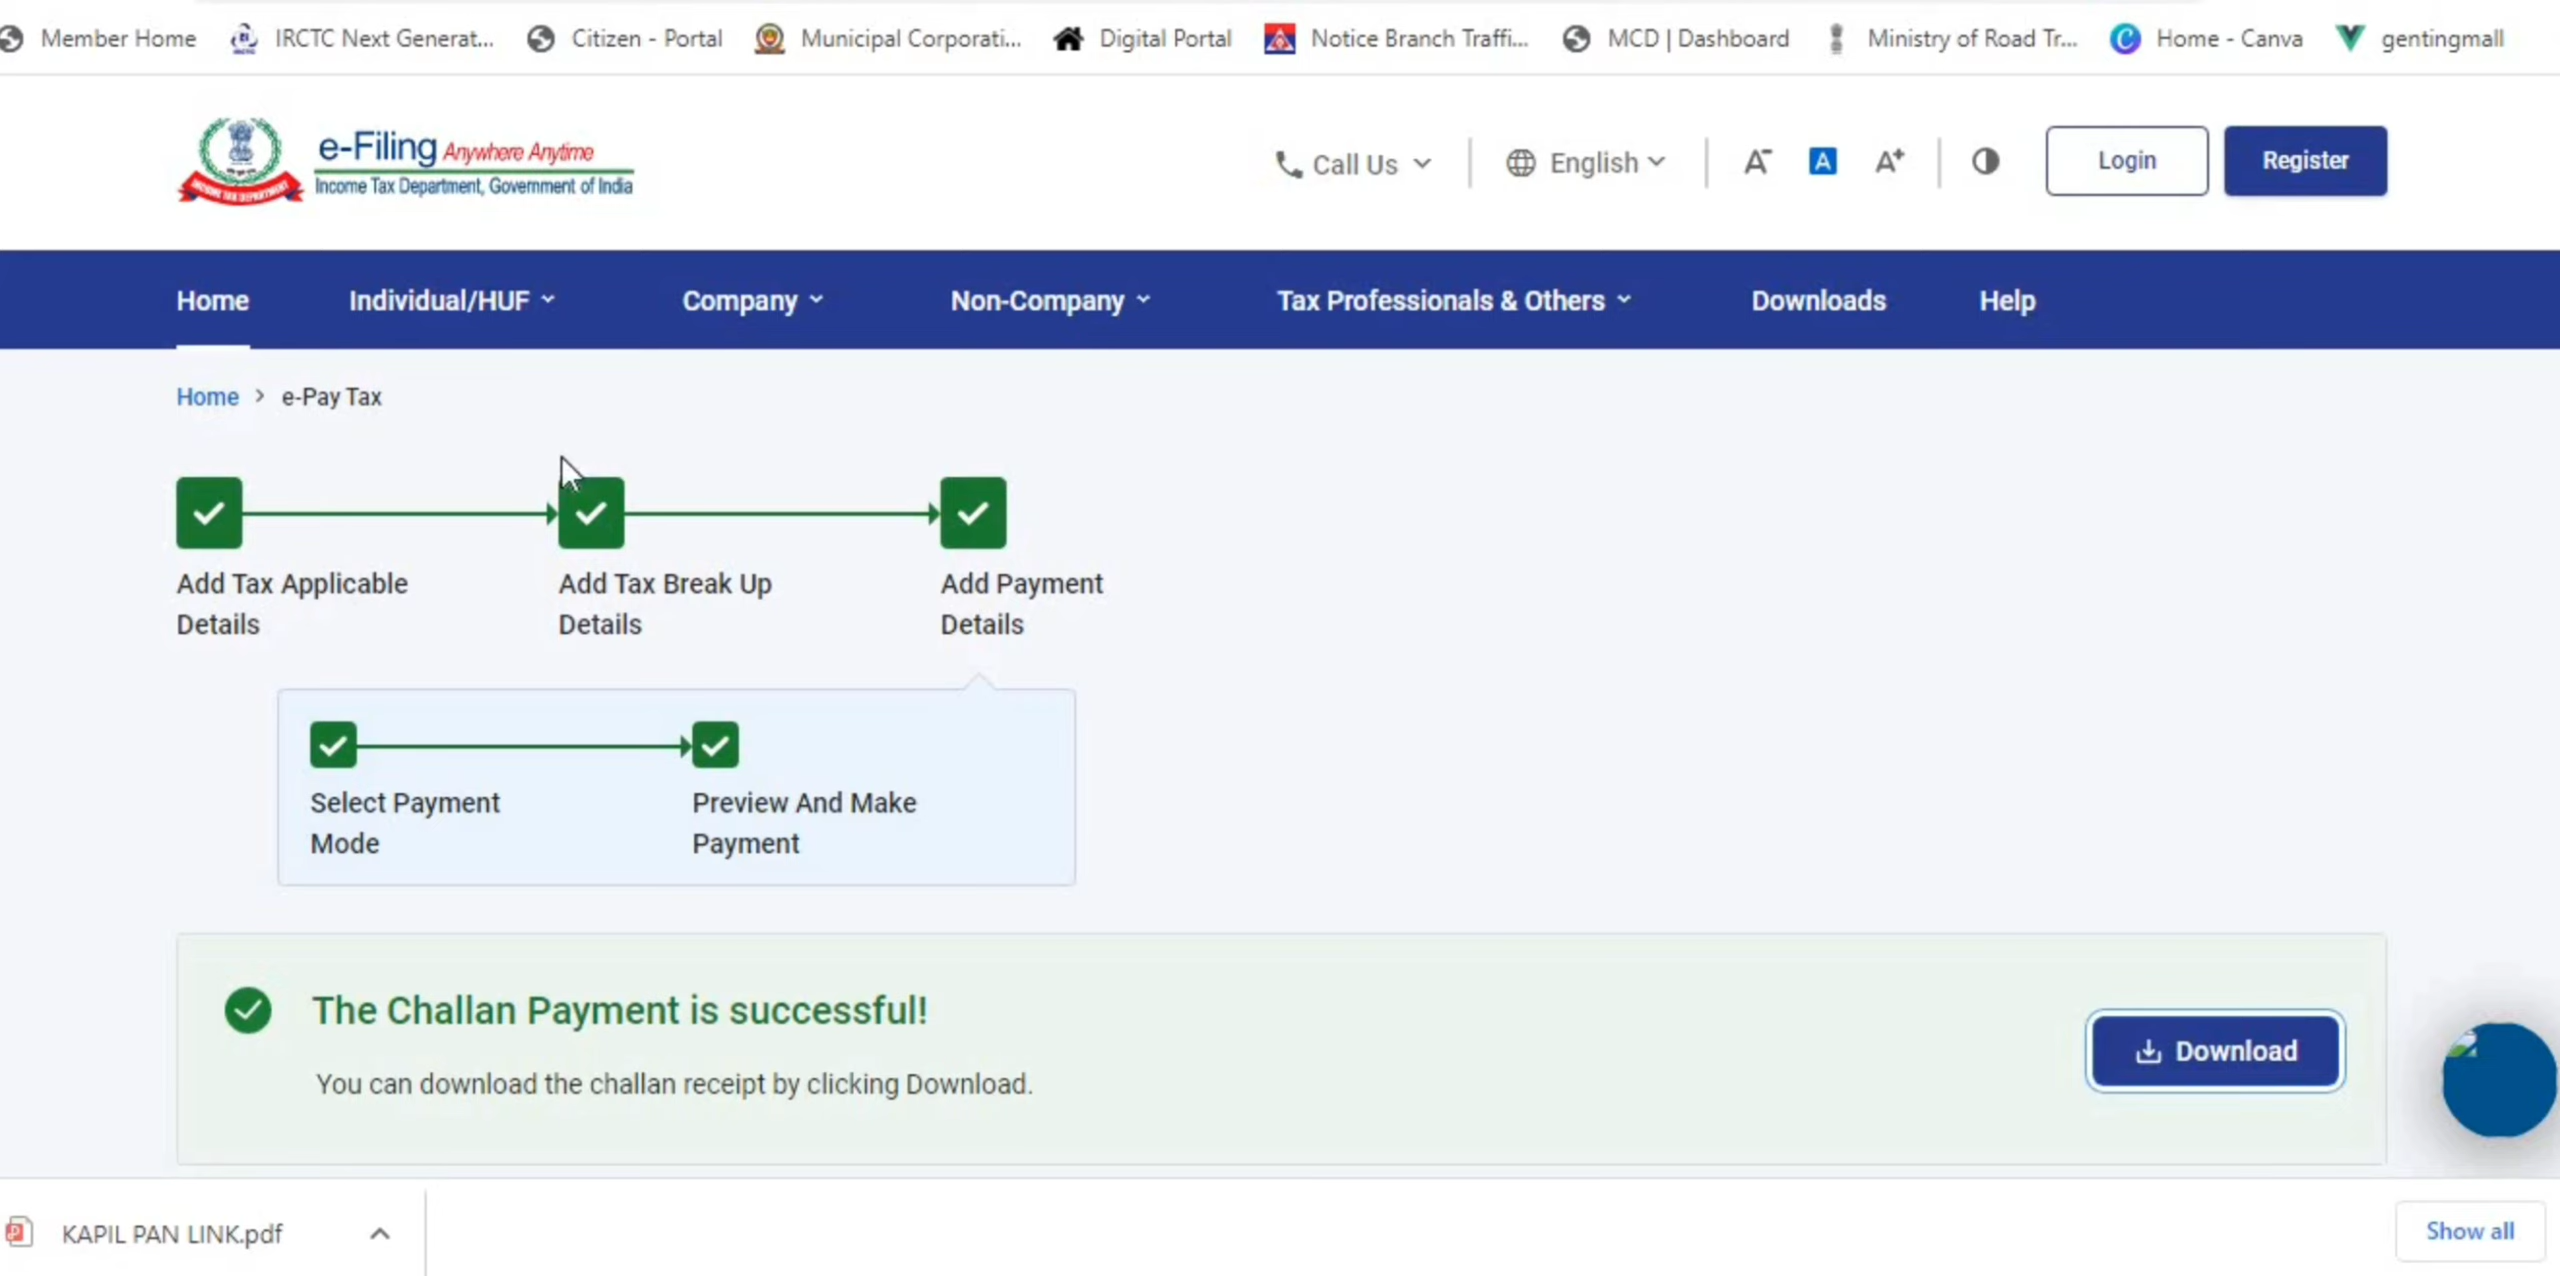 Member Home IRCTC Next Generat... Citizen - Portal Municipal Corporati... Digital Portal Notice Branch Traffi... MCD | Dashboard Ministry of Road Tr... Home - Canva gentingmall
e-Filing Anywhere Anytime
Income Tax Department, Government of India
INCOME TAX DEPARTMENT
Call Us English A- A A+ Login Register
Home Individual/HUF Company Non-Company Tax Professionals & Others Downloads Help
Home > e-Pay Tax
Add Tax Applicable
Details
Add Tax Break Up
Details
Add Payment
Details
Select Payment
Mode
Preview And Make
Payment
The Challan Payment is successful!
You can download the challan receipt by clicking Download.
Download
KAPIL PAN LINK.pdf
Show all